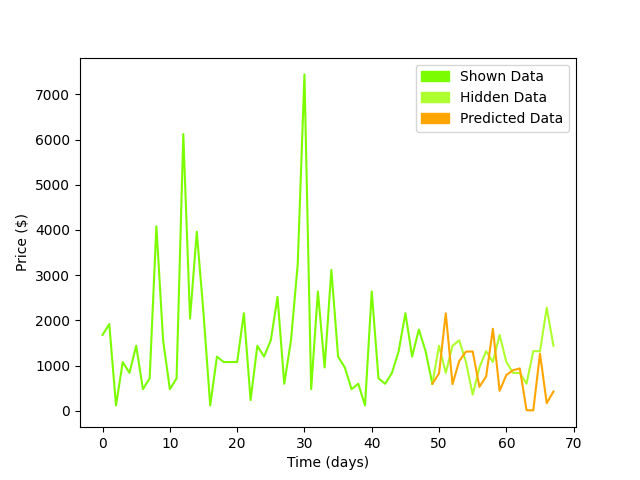 Shown Data
Hidden Data
Predicted Data
7000
6000
5000
4000
3000
2000
1000
0
Price ($)
0 10 20 30 40 50 60 70
Time (days)